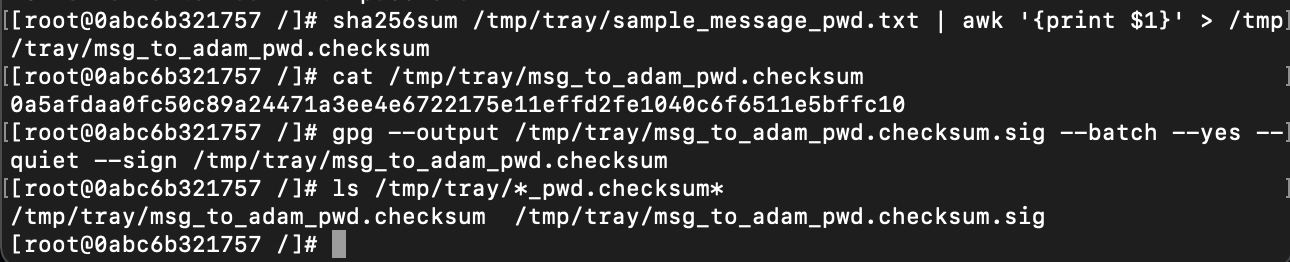 [[root@0abc6b321757 /]# sha256sum /tmp/tray/sample_message_pwd.txt | awk '{print $1}' > /tmp]
/tray/msg_to_adam_pwd.checksum
[[root@0abc6b321757 /]# cat /tmp/tray/msg_to_adam_pwd.checksum ]
0a5afdaa0fc50c89a24471a3ee4e6722175e11effd2fe1040c6f6511e5bffc10
[[root@0abc6b321757 /]# gpg --output /tmp/tray/msg_to_adam_pwd.checksum.sig --batch --yes --]
quiet --sign /tmp/tray/msg_to_adam_pwd.checksum
[[root@0abc6b321757 /]# ls /tmp/tray/*_pwd.checksum* ]
/tmp/tray/msg_to_adam_pwd.checksum  /tmp/tray/msg_to_adam_pwd.checksum.sig
[root@0abc6b321757 /]#